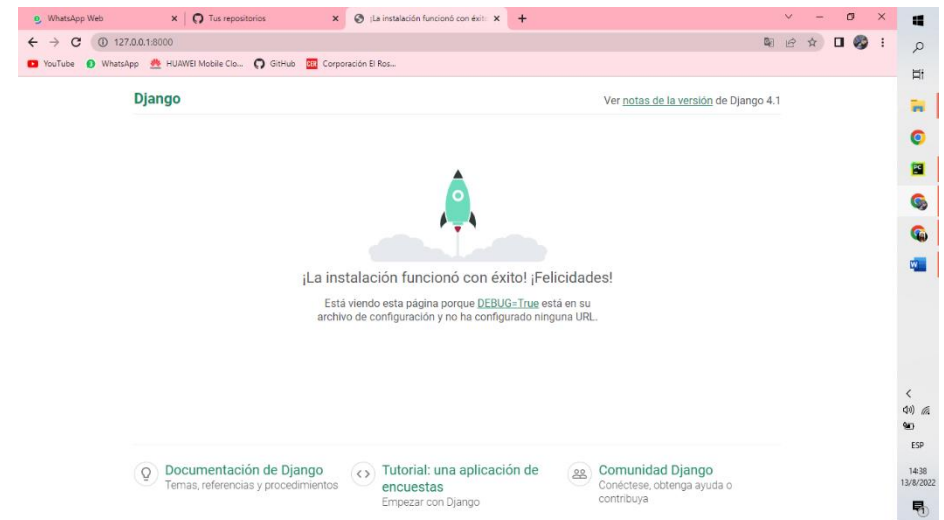 WhatsApp Web
Tus repositorios
¡La instalación funcionó con éxito
127.0.0.1:8000
YouTube
WhatsApp
HUAWEI Mobile Clo...
GitHub
Corporación El Ros...
Django
Ver notas de la versión de Django 4.1
¡La instalación funcionó con éxito! ¡Felicidades!
Está viendo esta página porque DEBUG=True está en su
archivo de configuración y no ha configurado ninguna URL.
Documentación de Django
Temas, referencias y procedimientos
Tutorial: una aplicación de
encuestas
Empezar con Django
Comunidad Django
Conéctese, obtenga ayuda o
contribuya
ESP
14:38
13/8/2022